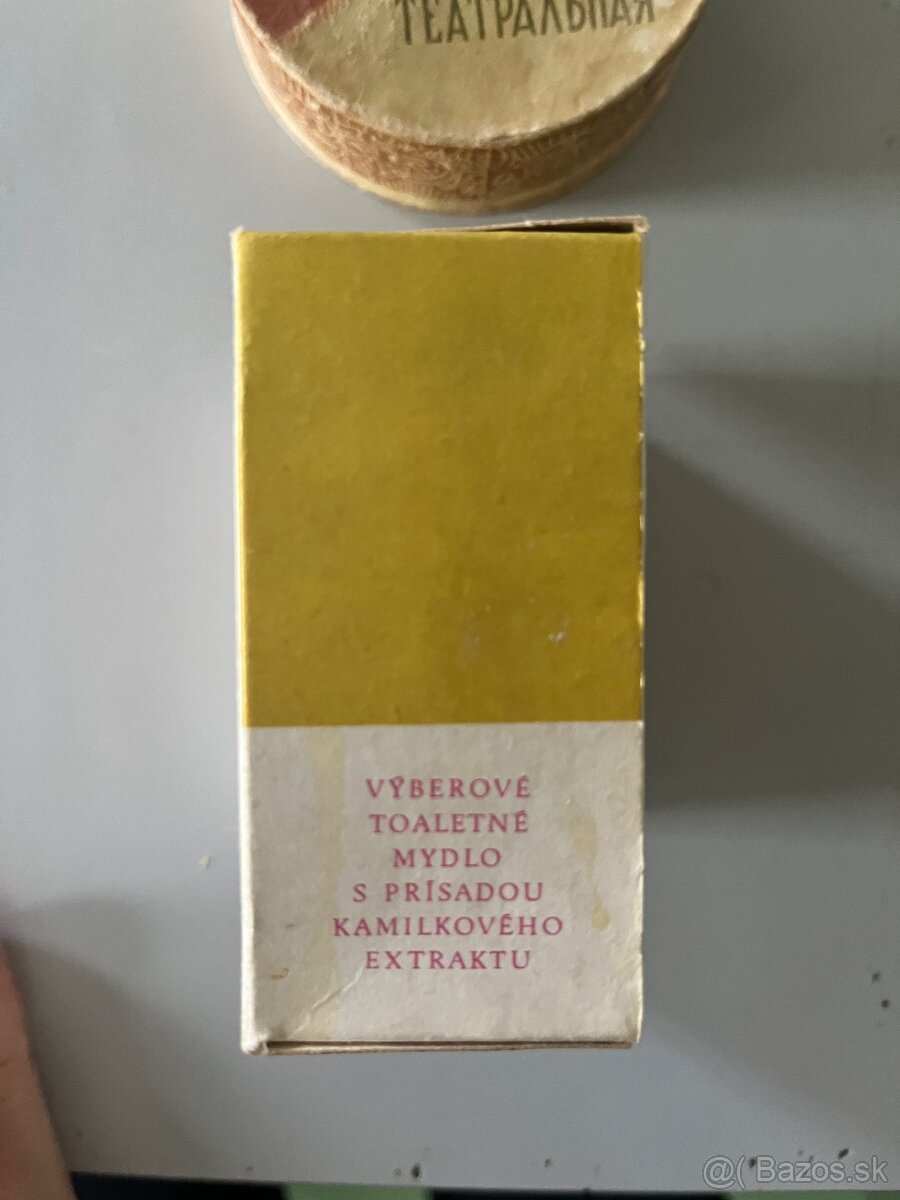 ТЕАТРАЛЬНАЯ
VÝBEROVÉ
TOALETNÉ
MYDLO
S PRÍSADOU
KAMILKOVÉHO
EXTRAKTU
@( Bazos.sk